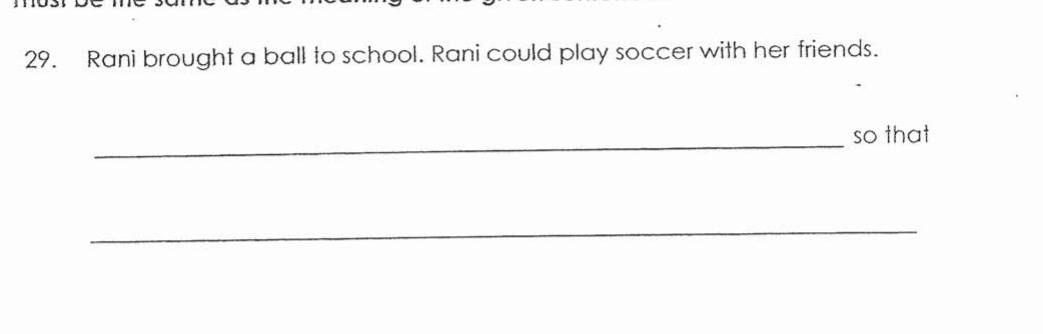 29. Rani brought a ball to school. Rani could play soccer with her friends.
so that